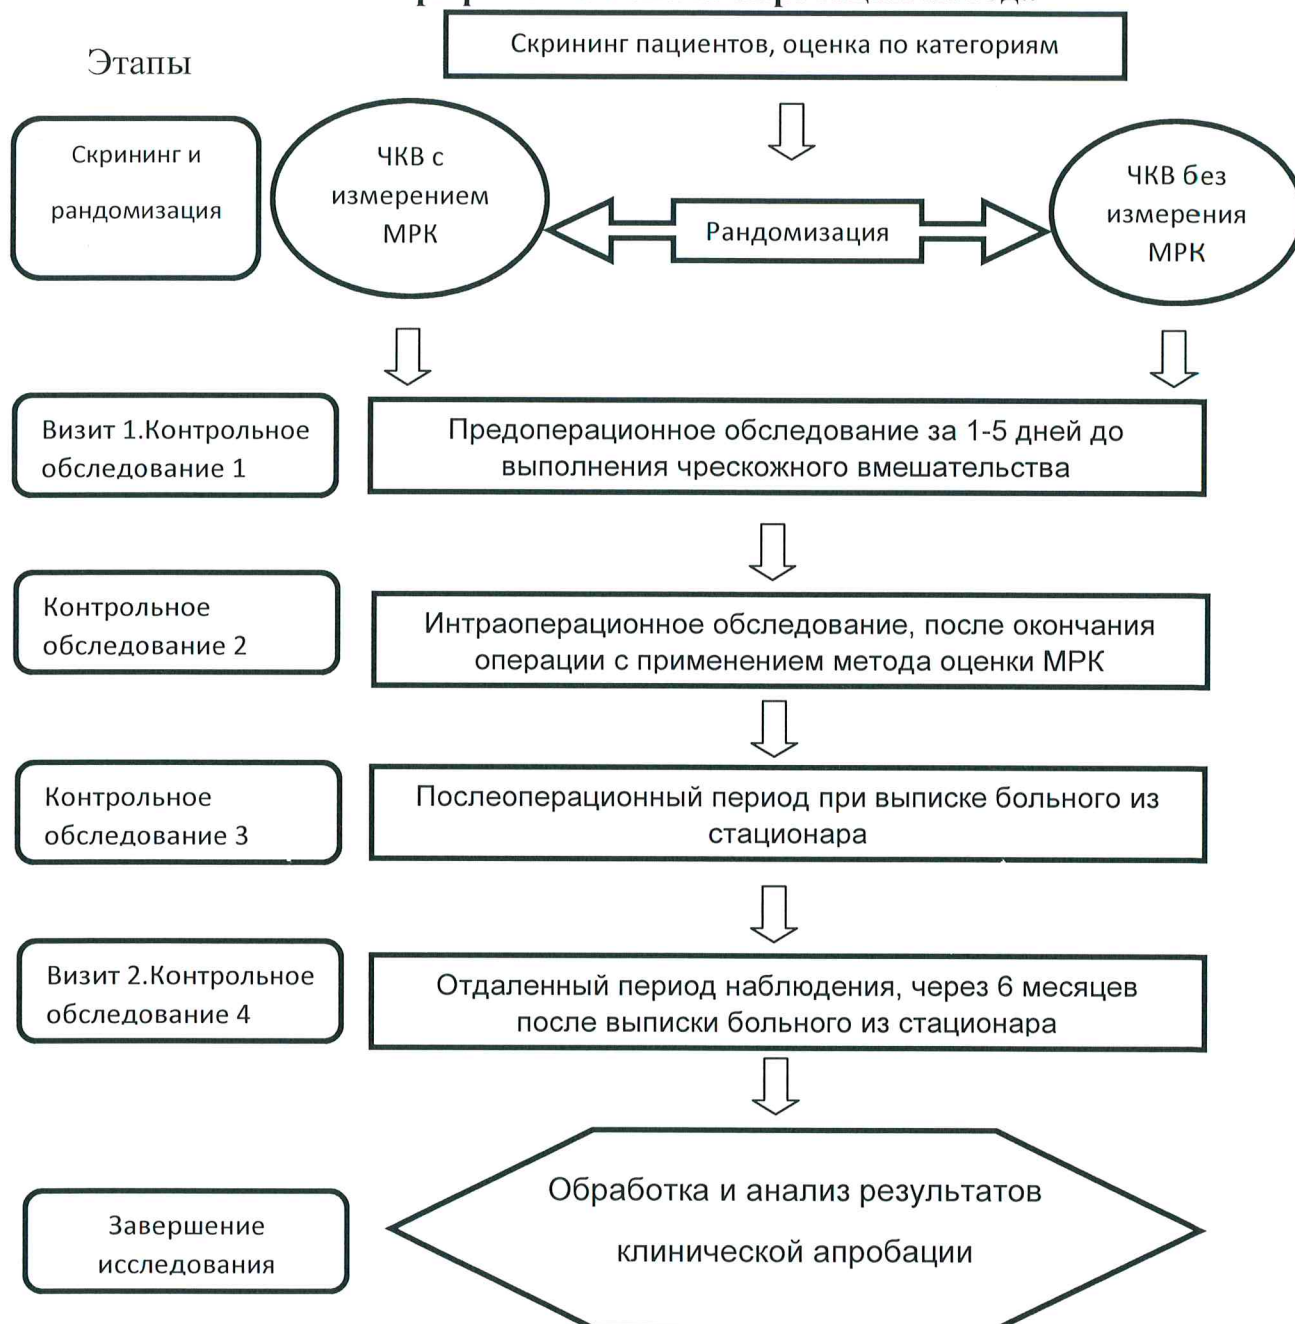 Скрининг пациентов, оценка по категориям
Этапы
Скрининг и
рандомизация
ЧКВ с
измерением
МРК
Рандомизация
ЧКВ без
измерения
МРК
Визит 1.Контрольное
обследование 1
Предоперационное обследование за 1-5 дней до
выполнения чрескожного вмешательства
Контрольное
обследование 2
Интраоперационное обследование, после окончания
операции с применением метода оценки МРК
Контрольное
обследование 3
Послеоперационный период при выписке больного из
стационара
Визит 2.Контрольное
обследование 4
Отдаленный период наблюдения, через 6 месяцев
после выписки больного из стационара
Завершение
исследования
Обработка и анализ результатов
клинической апробации